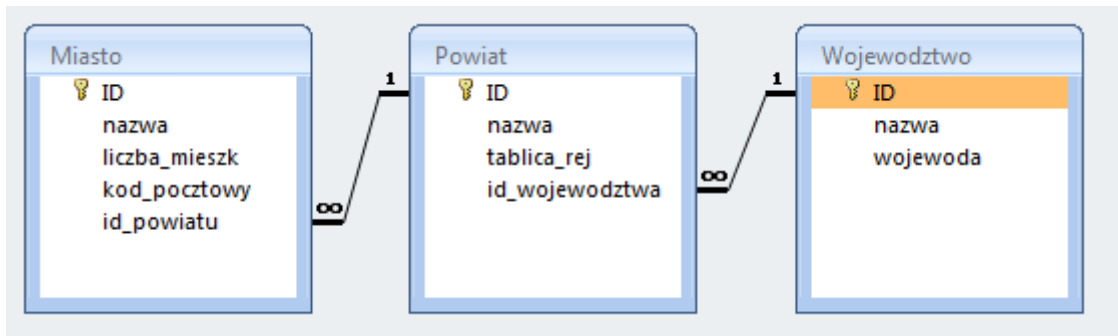 Miasto
ID
nazwa
liczba_mieszk
kod_pocztowy
id_powiatu
∞
1
Powiat
ID
nazwa
tablica_rej
id_wojewodztwa
∞
1
Wojewodztwo
ID
nazwa
wojewoda